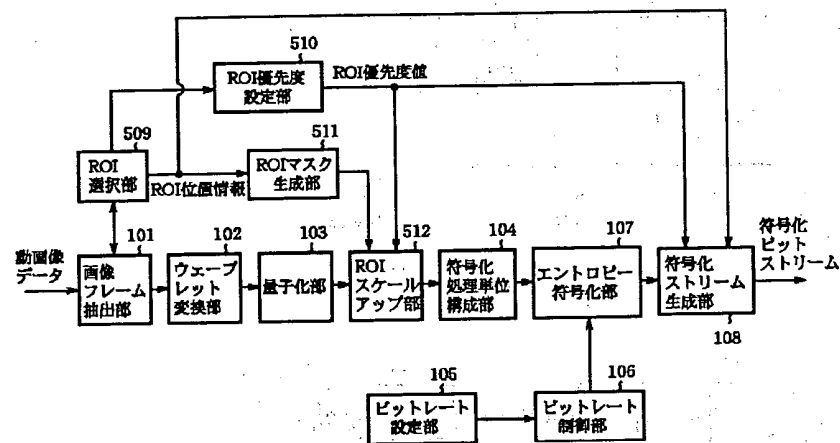 510
ROI優先度
設定部
ROI優先度値
509
511
ROI
選択部
ROI位置情報
ROIマスク
生成部
動画像
データ
101
画像
フレーム
抽出部
102
ウェーブ
レット
変換部
103
量子化部
512
ROI
スケール
アップ部
104
符号化
処理単位
構成部
107
エントロピー
符号化部
符号化
ストリーム
生成部
108
符号化
ビット
ストリーム
105
ビットレート
設定部
106
ビットレート
制御部